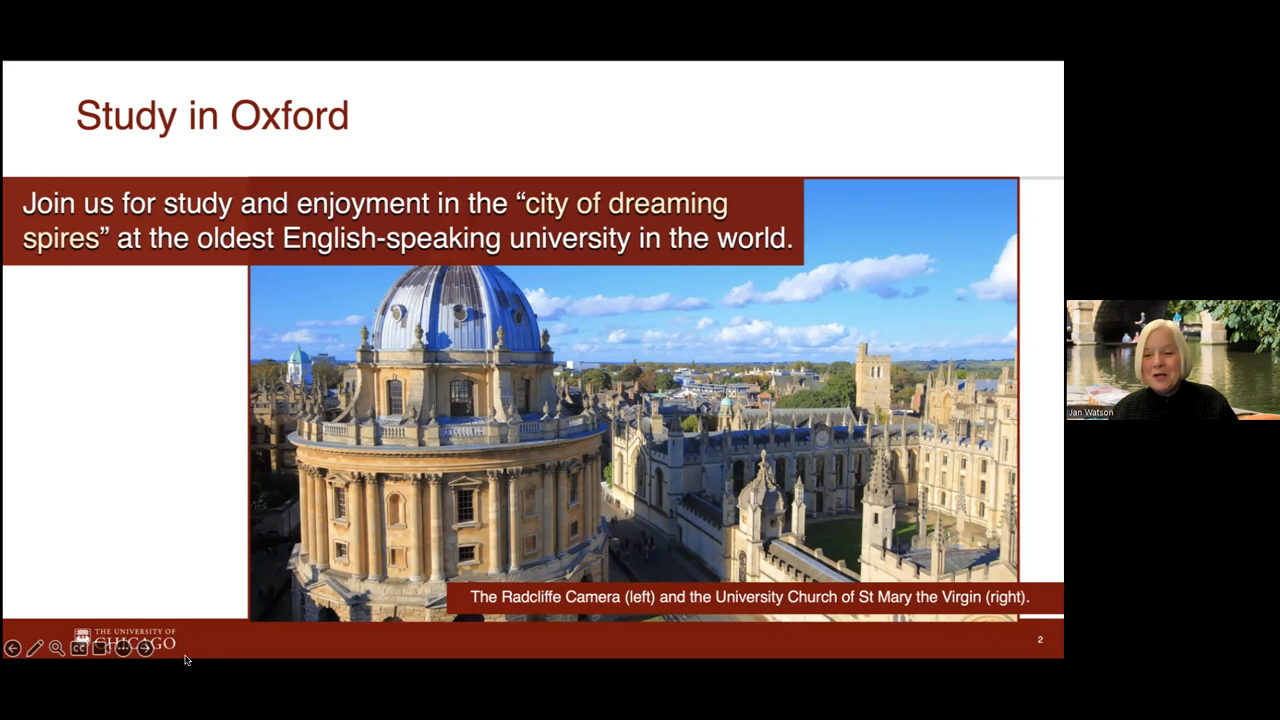 Study in Oxford
Join us for study and enjoyment in the “city of dreaming
spires” at the oldest English-speaking university in the world.
The Radcliffe Camera (left) and the University Church of St Mary the Virgin (right).
THE UNIVERSITY OF
CHICAGO
CC
2
Jan Watson